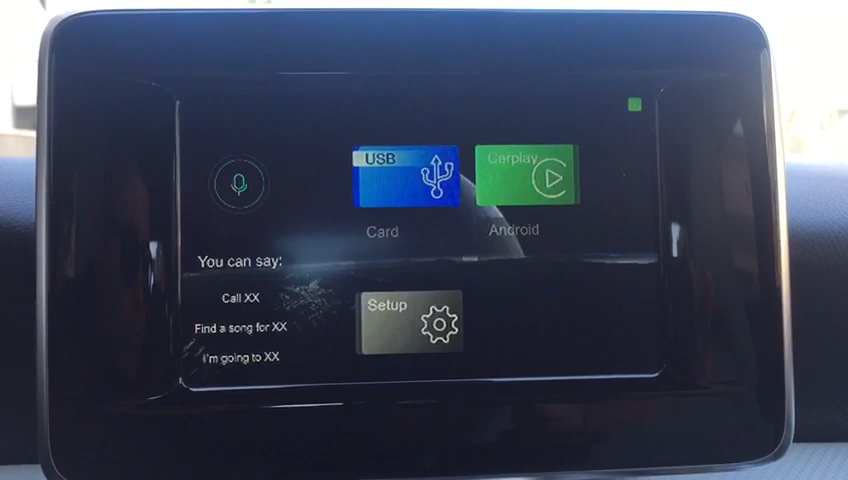 USB
Carplay
Card
Android
You can say:
Call XX
Find a song for XX
I'm going to XX
Setup